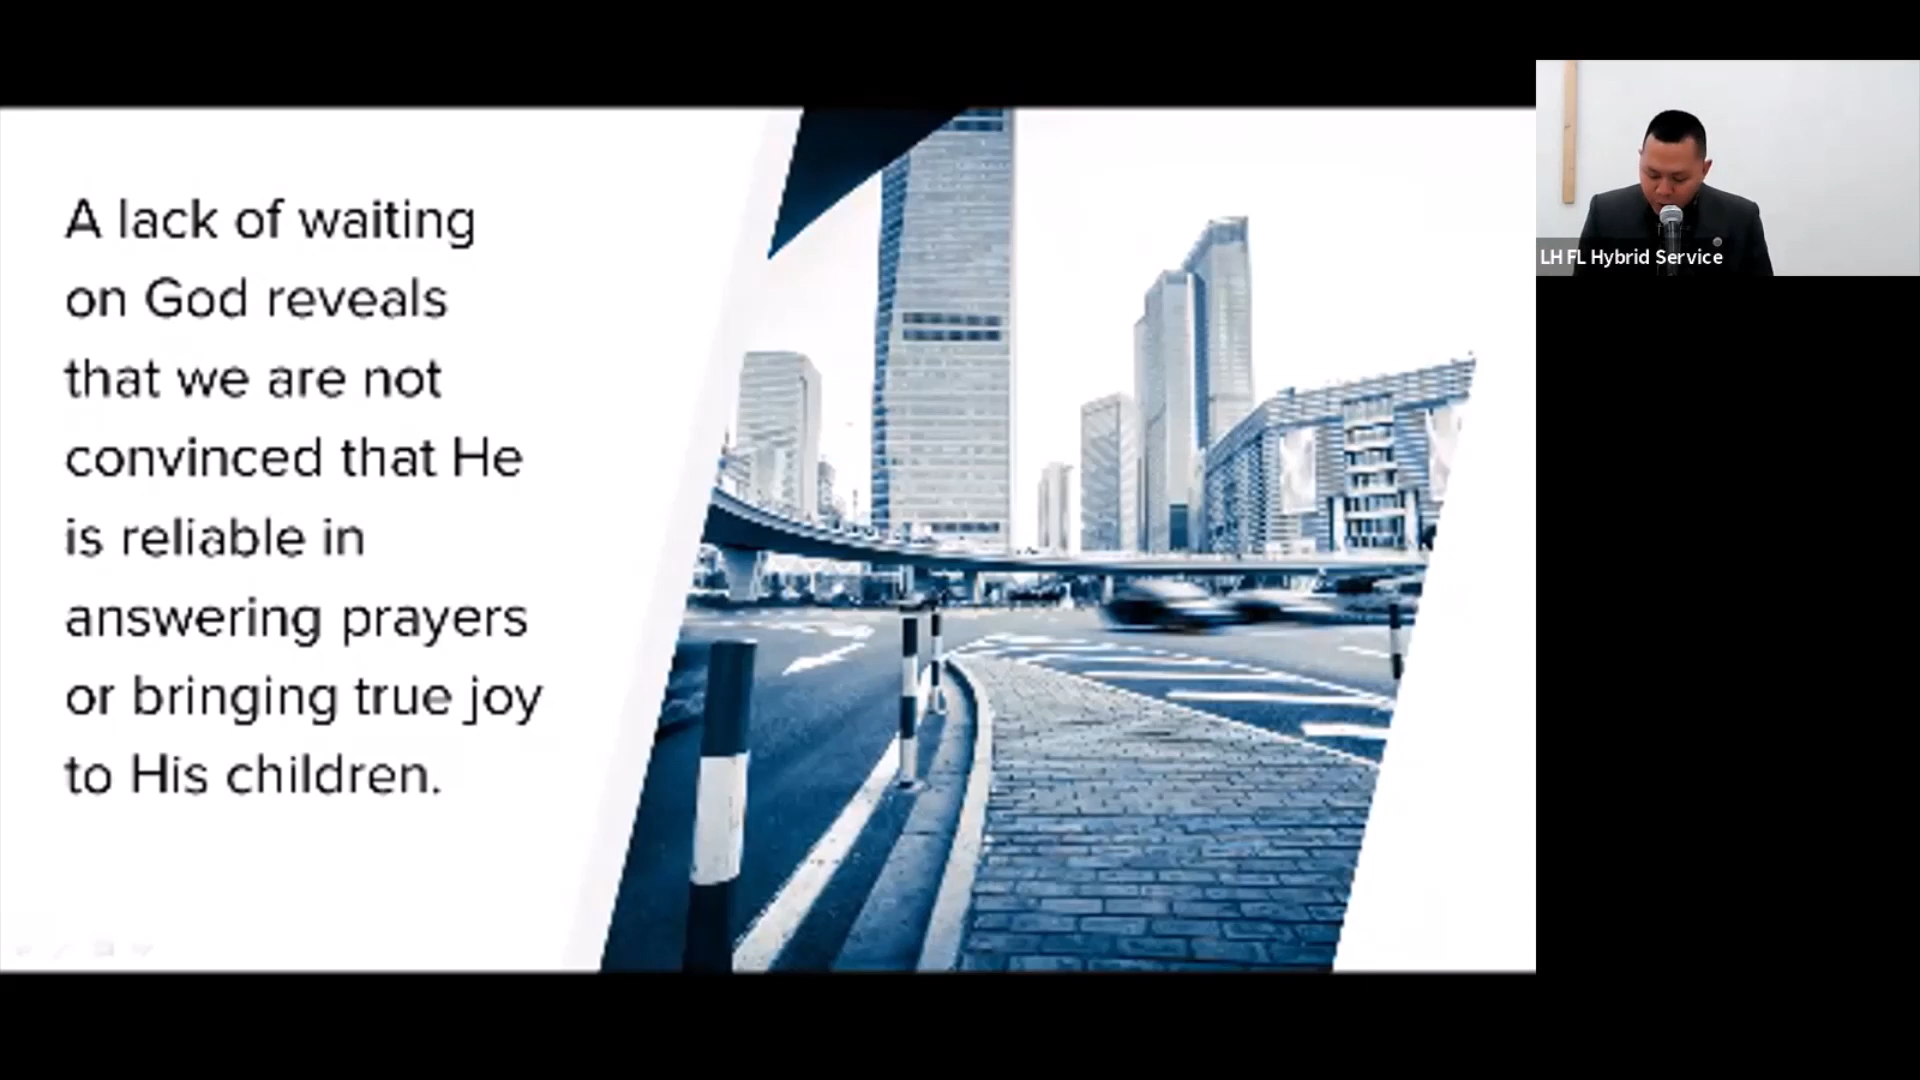 A lack of waiting
on God reveals
that we are not
convinced that He
is reliable in
answering prayers
or bringing true joy
to His children.
LH FL Hybrid Service